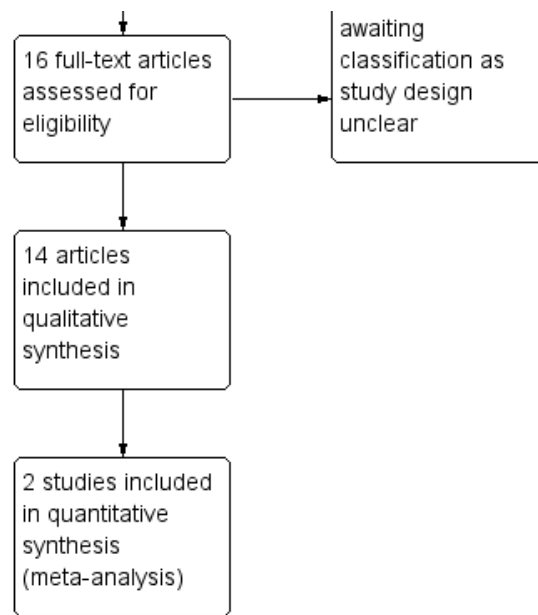 16 full-text articles
assessed for
eligibility
awaiting
classification as
study design
unclear
14 articles
included in
qualitative
synthesis
2 studies included
in quantitative
synthesis
(meta-analysis)